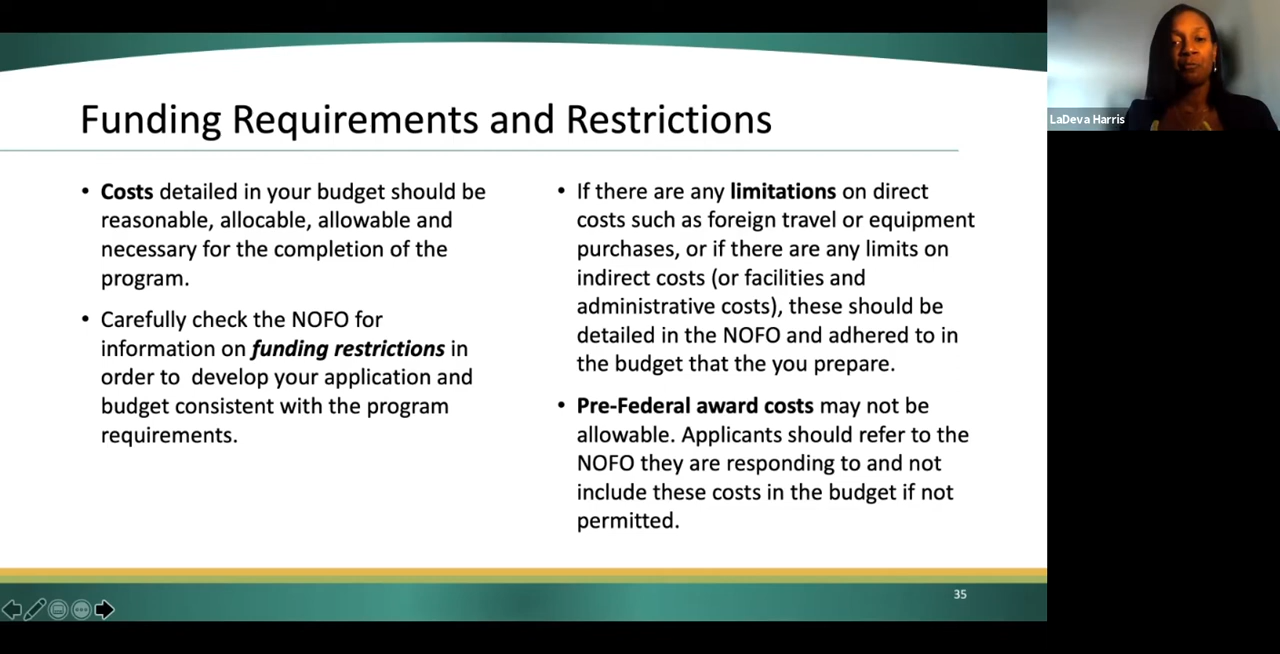 Funding Requirements and Restrictions
• Costs detailed in your budget should be
reasonable, allocable, allowable and
necessary for the completion of the
program.
• Carefully check the NOFO for
information on funding restrictions in
order to  develop your application and
budget consistent with the program
requirements.
• If there are any limitations on direct
costs such as foreign travel or equipment
purchases, or if there are any limits on
indirect costs (or facilities and
administrative costs), these should be
detailed in the NOFO and adhered to in
the budget that the you prepare.
• Pre-Federal award costs may not be
allowable. Applicants should refer to the
NOFO they are responding to and not
include these costs in the budget if not
permitted.
35
LaDeva Harris